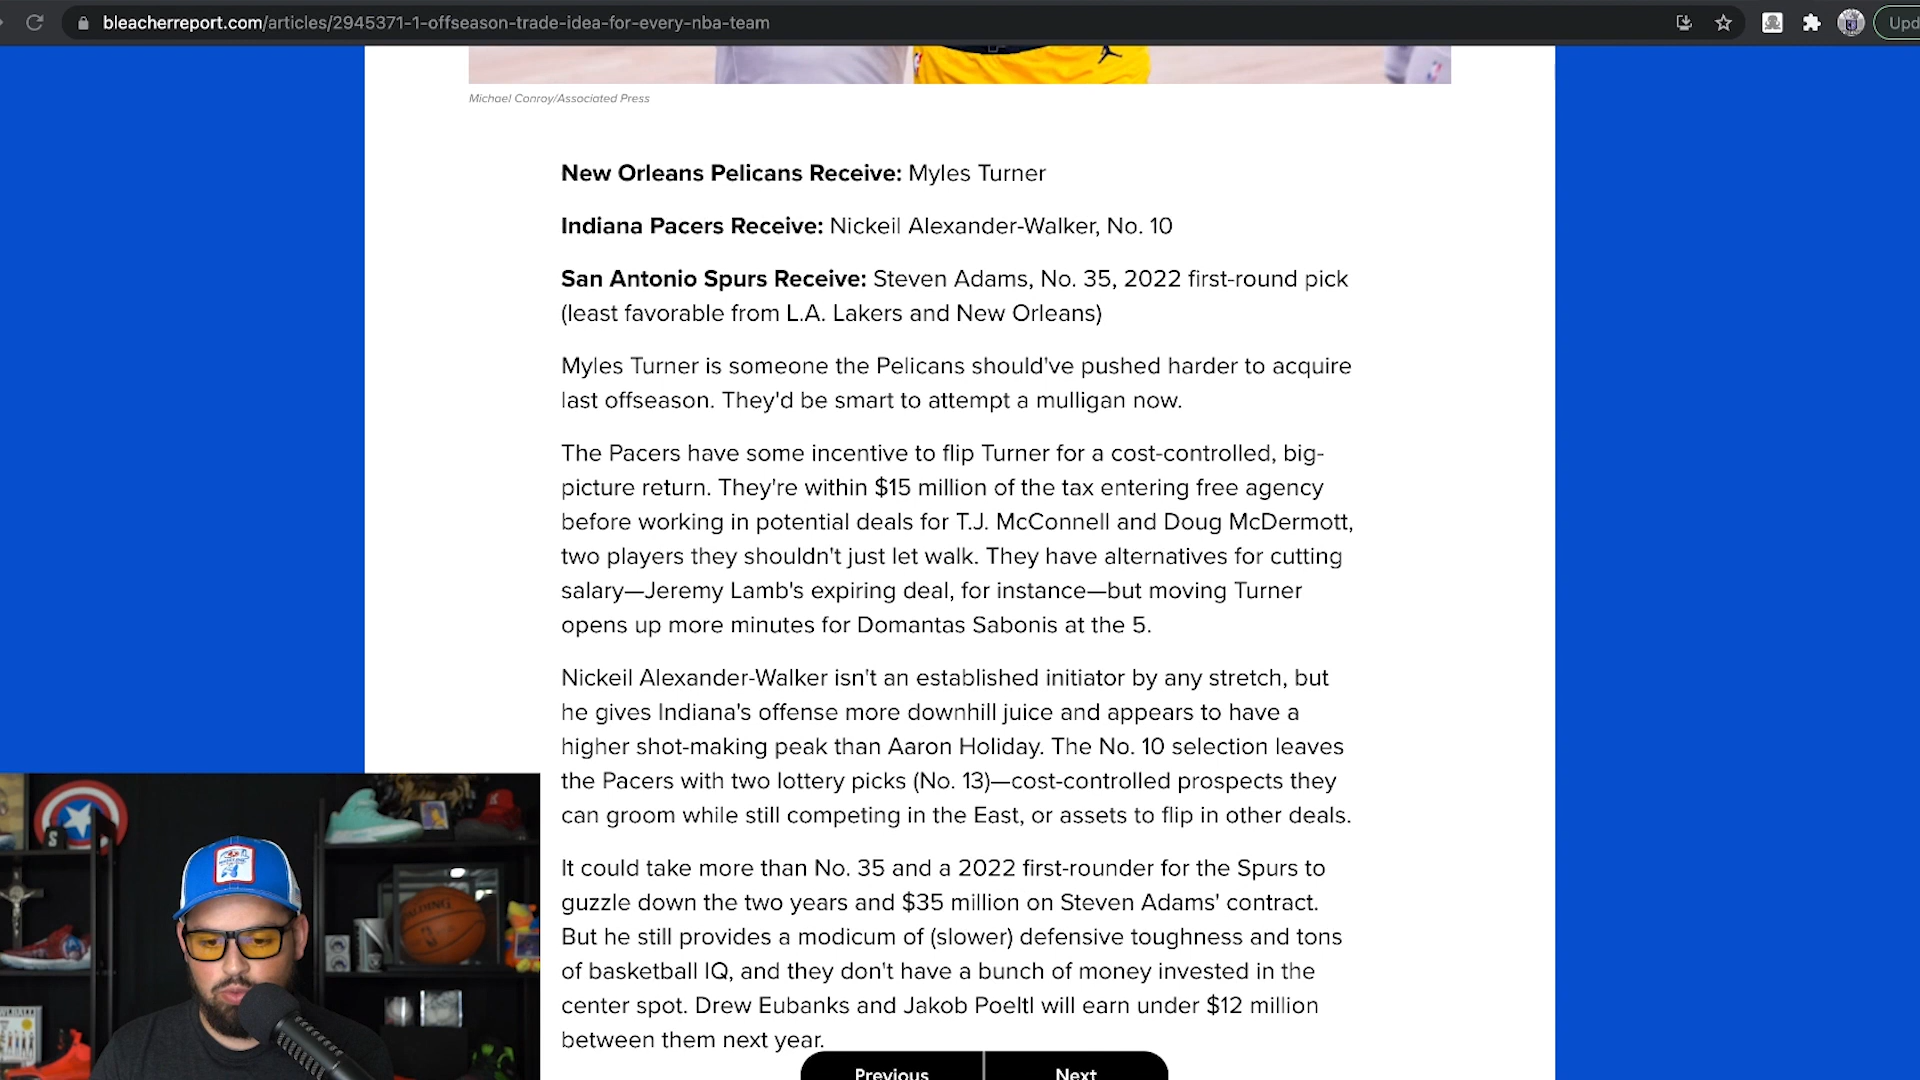 bleacherreport.com/articles/2945371-1-offseason-trade-idea-for-every-nba-team
Upd
Michael Conroy/Associated Press
New Orleans Pelicans Receive: Myles Turner
Indiana Pacers Receive: Nickeil Alexander-Walker, No. 10
San Antonio Spurs Receive: Steven Adams, No. 35, 2022 first-round pick
(least favorable from L.A. Lakers and New Orleans)
Myles Turner is someone the Pelicans should've pushed harder to acquire
last offseason. They'd be smart to attempt a mulligan now.
The Pacers have some incentive to flip Turner for a cost-controlled, big-
picture return. They're within $15 million of the tax entering free agency
before working in potential deals for T.J. McConnell and Doug McDermott,
two players they shouldn't just let walk. They have alternatives for cutting
salary—Jeremy Lamb's expiring deal, for instance—but moving Turner
opens up more minutes for Domantas Sabonis at the 5.
Nickeil Alexander-Walker isn't an established initiator by any stretch, but
he gives Indiana's offense more downhill juice and appears to have a
higher shot-making peak than Aaron Holiday. The No. 10 selection leaves
the Pacers with two lottery picks (No. 13)—cost-controlled prospects they
can groom while still competing in the East, or assets to flip in other deals.
It could take more than No. 35 and a 2022 first-rounder for the Spurs to
guzzle down the two years and $35 million on Steven Adams' contract.
But he still provides a modicum of (slower) defensive toughness and tons
of basketball IQ, and they don't have a bunch of money invested in the
center spot. Drew Eubanks and Jakob Poeltl will earn under $12 million
between them next year.
Previous
Next
SPALDING